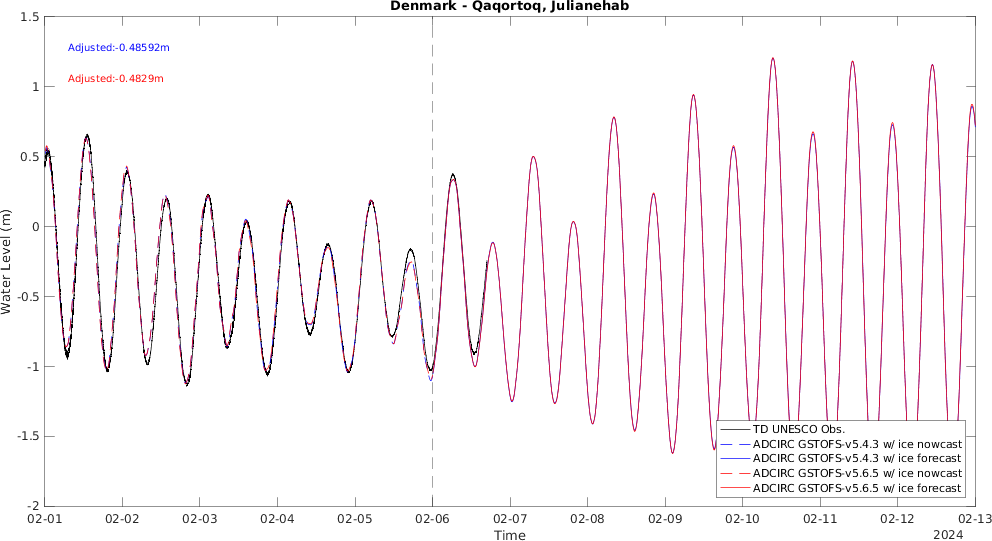 Denmark - Qaqortoq, Julianehab
Adjusted:-0.48592m
Adjusted:-0.4829m
Water Level (m)
1.5
1
0.5
0
-0.5
-1
-1.5
-2
TD UNESCO Obs.
ADCIRC GSTOFS-v5.4.3 w/ ice nowcast
ADCIRC GSTOFS-v5.4.3 w/ ice forecast
ADCIRC GSTOFS-v5.6.5 w/ ice nowcast
ADCIRC GSTOFS-v5.6.5 w/ ice forecast
02-01 02-02 02-03 02-04 02-05 02-06 02-07 02-08 02-09 02-10 02-11 02-12 02-13
Time
2024